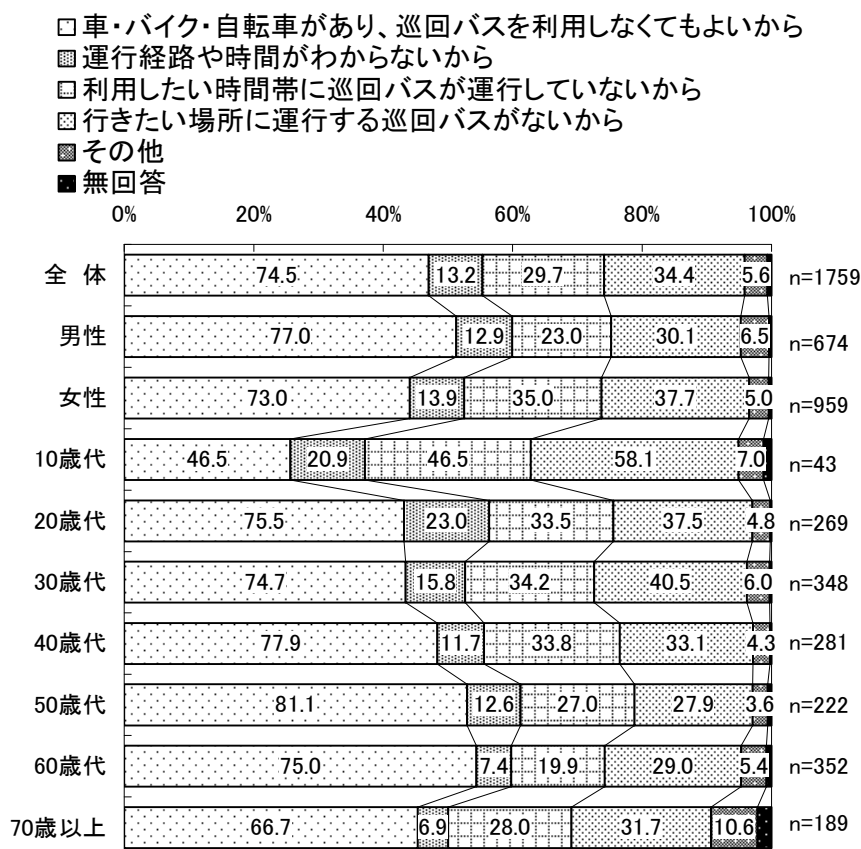 車・バイク・自転車があり、巡回バスを利用しなくてもよいから
運行経路や時間がわからないから
利用したい時間帯に巡回バスが運行していないから
行きたい場所に運行する巡回バスがないから
その他
無回答
0% 20% 40% 60% 80% 100%
全 体 74.5 13.2 29.7 34.4 5.6 n=1759
男性 77.0 12.9 23.0 30.1 6.5 n=674
女性 73.0 13.9 35.0 37.7 5.0 n=959
10歳代 46.5 20.9 46.5 58.1 7.0 n=43
20歳代 75.5 23.0 33.5 37.5 4.8 n=269
30歳代 74.7 15.8 34.2 40.5 6.0 n=348
40歳代 77.9 11.7 33.8 33.1 4.3 n=281
50歳代 81.1 12.6 27.0 27.9 3.6 n=222
60歳代 75.0 7.4 19.9 29.0 5.4 n=352
70歳以上 66.7 6.9 28.0 31.7 10.6 n=189